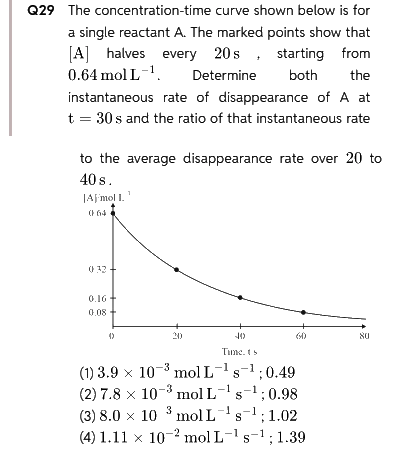 Q29 The concentration-time curve shown below is for
a single reactant A. The marked points show that
[A] halves every 20 s , starting from
0.64 mol L⁻¹. Determine both the
instantaneous rate of disappearance of A at
t = 30 s and the ratio of that instantaneous rate
to the average disappearance rate over 20 to
40 s.
[A]/mol L⁻¹
0.64
0.32
0.16
0.08
0 20 40 60 80
Time, t s
(1) 3.9 × 10⁻³ mol L⁻¹ s⁻¹ ; 0.49
(2) 7.8 × 10⁻³ mol L⁻¹ s⁻¹ ; 0.98
(3) 8.0 × 10 ³ mol L⁻¹ s⁻¹ ; 1.02
(4) 1.11 × 10⁻² mol L⁻¹ s⁻¹ ; 1.39